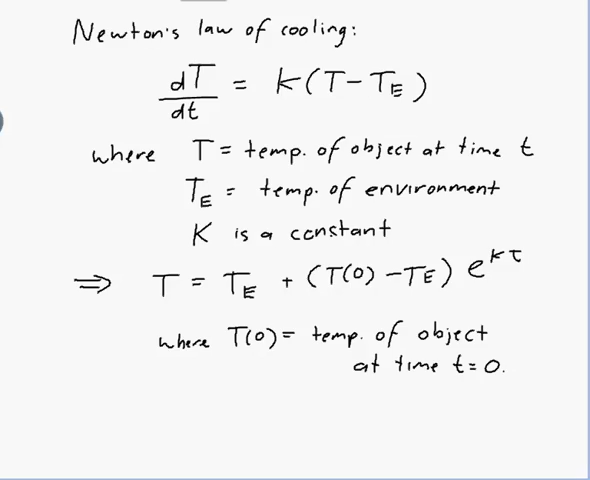 Newton's law of cooling:
dT/dt = k(T-T_E)
where T = temp. of object at time t
T_E = temp. of environment
K is a constant
⇒ T = T_E + (T(0) - T_E) e^{kt}
where T(0) = temp. of object
at time t=0.